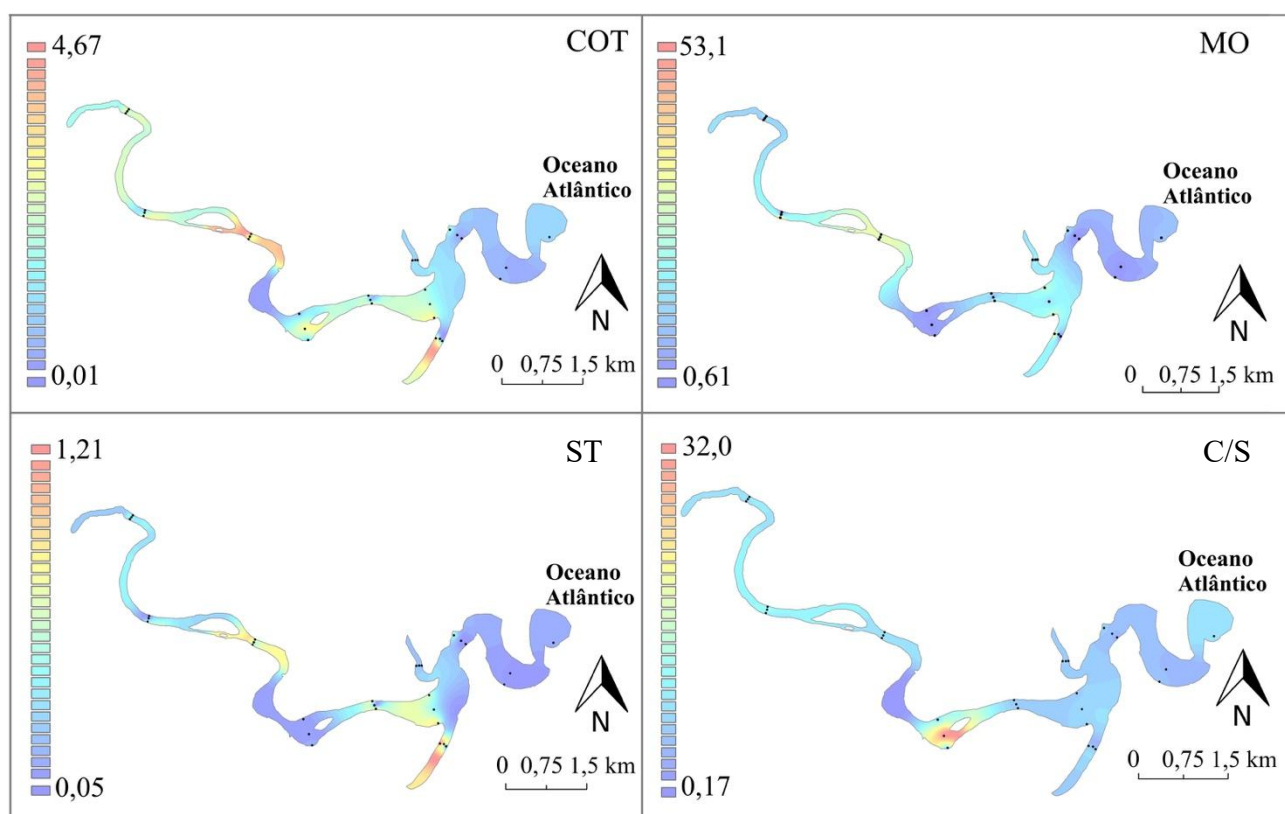 4,67
COT
Oceano
Atlântico
N
0 0,75 1,5 km
0,01
53,1
MO
Oceano
Atlântico
N
0 0,75 1,5 km
0,61
1,21
ST
Oceano
Atlântico
N
0 0,75 1,5 km
0,05
32,0
C/S
Oceano
Atlântico
N
0 0,75 1,5 km
0,17